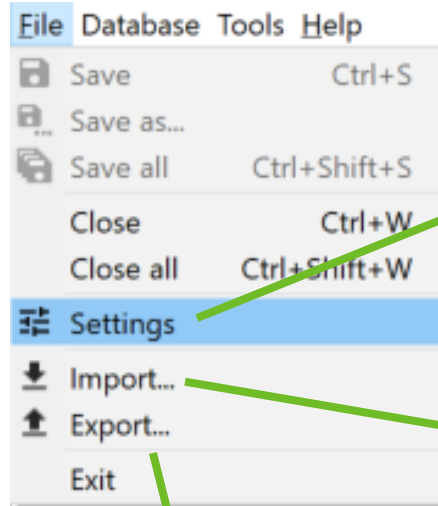 File Database Tools Help
Save Ctrl+S
Save as...
Save all Ctrl+Shift+S
Close Ctrl+W
Close all Ctrl+Shift+W
Settings
Import...
Export...
Exit